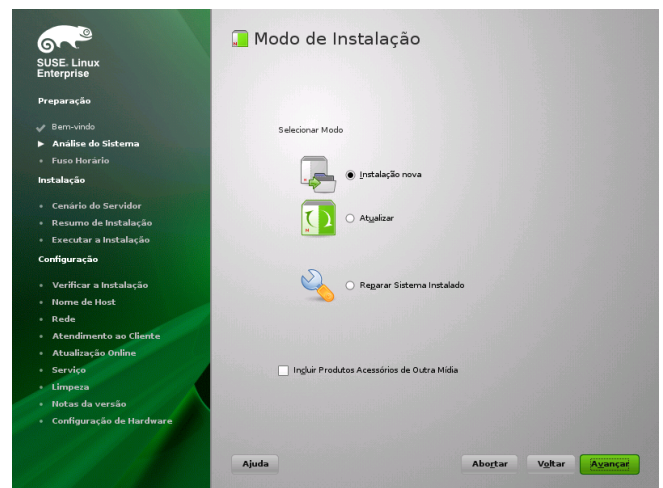 SUSE® Linux
Enterprise
Preparação
Bem-vindo
Análise do Sistema
Fuso Horário
Instalação
Cenário do Servidor
Resumo de Instalação
Executar a Instalação
Configuração
Verificar a Instalação
Nome de Host
Rede
Atendimento ao Cliente
Atualização Online
Serviço
Limpeza
Notas da versão
Configuração de Hardware
Modo de Instalação
Selecionar Modo
Instalação nova
Atualizar
Reparar Sistema Instalado
Incluir Produtos Acessórios de Outra Mídia
Ajuda
Abortar
Voltar
Avançar